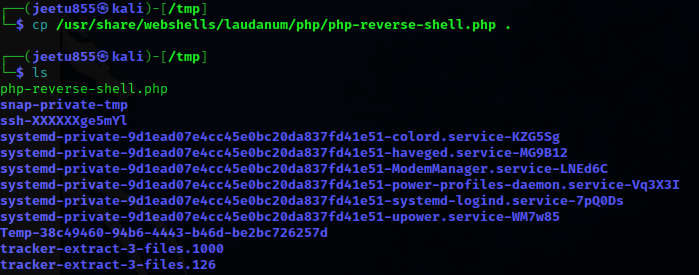 ┌──(jeetu855㉿kali)-[/tmp]
└─$ cp /usr/share/webshells/laudanum/php/php-reverse-shell.php .
┌──(jeetu855㉿kali)-[/tmp]
└─$ ls
php-reverse-shell.php
snap-private-tmp
ssh-XXXXXXge5mYl
systemd-private-9d1ead07e4cc45e0bc20da837fd41e51-colord.service-KZG5Sg
systemd-private-9d1ead07e4cc45e0bc20da837fd41e51-haveged.service-MG9B12
systemd-private-9d1ead07e4cc45e0bc20da837fd41e51-ModemManager.service-LNEd6C
systemd-private-9d1ead07e4cc45e0bc20da837fd41e51-power-profiles-daemon.service-Vq3X3I
systemd-private-9d1ead07e4cc45e0bc20da837fd41e51-systemd-logind.service-7pQ0Ds
systemd-private-9d1ead07e4cc45e0bc20da837fd41e51-upower.service-WM7w85
Temp-38c49460-94b6-4443-b46d-be2bc726257d
tracker-extract-3-files.1000
tracker-extract-3-files.126